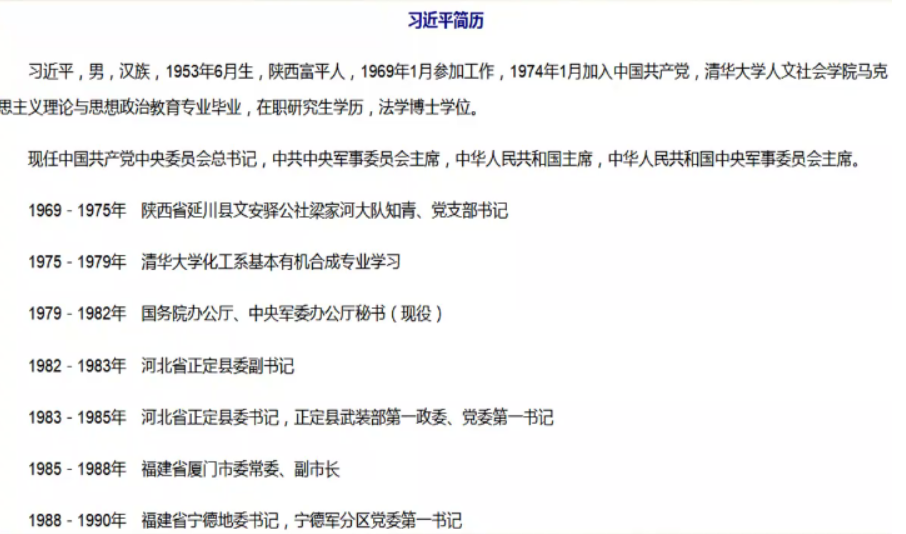 习近平简历
习近平，男，汉族，1953年6月生，陕西富平人，1969年1月参加工作，1974年1月加入中国共产党，清华大学人文社会学院马克
思主义理论与思想政治教育专业毕业，在职研究生学历，法学博士学位。
现任中国共产党中央委员会总书记，中共中央军事委员会主席，中华人民共和国主席，中华人民共和国中央军事委员会主席。
1969－1975年　陕西省延川县文安驿公社梁家河大队知青、党支部书记
1975－1979年　清华大学化工系基本有机合成专业学习
1979－1982年　国务院办公厅、中央军委办公厅秘书（现役）
1982－1983年　河北省正定县委副书记
1983－1985年　河北省正定县委书记，正定县武装部第一政委、党委第一书记
1985－1988年　福建省厦门市委常委、副市长
1988－1990年　福建省宁德地委书记，宁德军分区党委第一书记